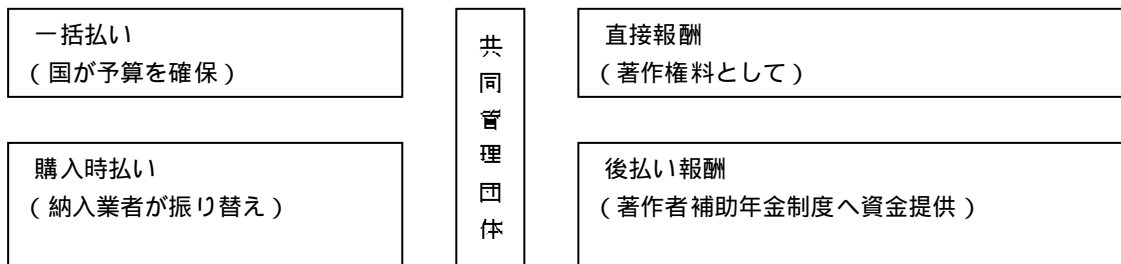 一括払い
(国が予算を確保)
購入時払い
(納入業者が振り替え)
共同管理団体
直接報酬
(著作権料として)
後払い報酬
(著作者補助年金制度へ資金提供)